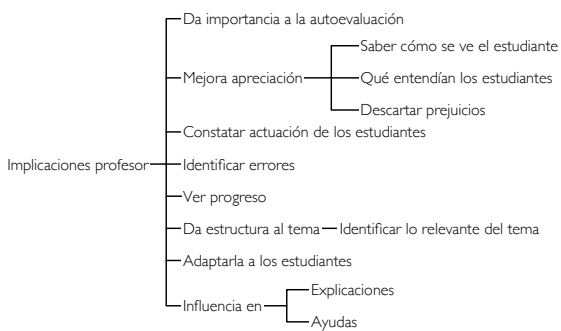 Da importancia a la autoevaluación
Saber cómo se ve el estudiante
Mejora apreciación
Qué entendían los estudiantes
Descartar prejuicios
Constatar actuación de los estudiantes
Implicaciones profesor
Identificar errores
Ver progreso
Da estructura al tema
Identificar lo relevante del tema
Adaptarla a los estudiantes
Influencia en
Explicaciones
Ayudas